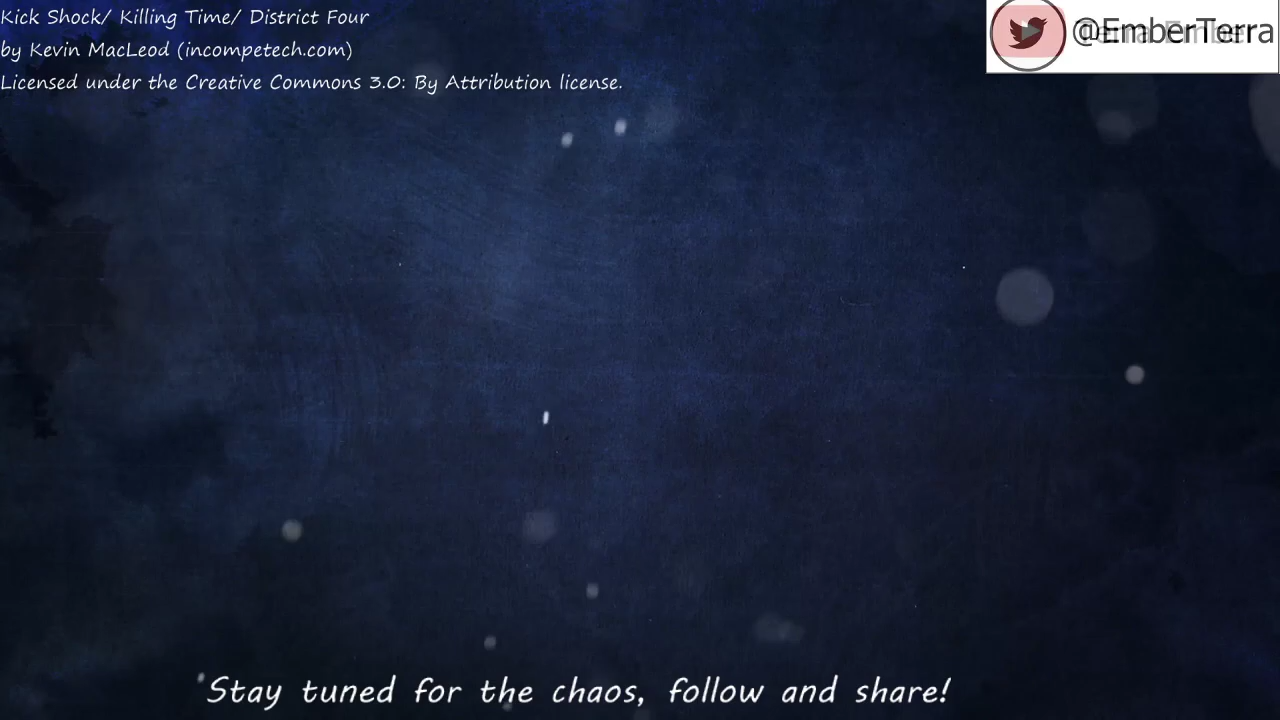 Kick Shock/ Killing Time/ District Four
by Kevin MacLeod (incompetech.com)
Licensed under the Creative Commons 3.0: By Attribution license.
@EmberTerra
Stay tuned for the chaos, follow and share!